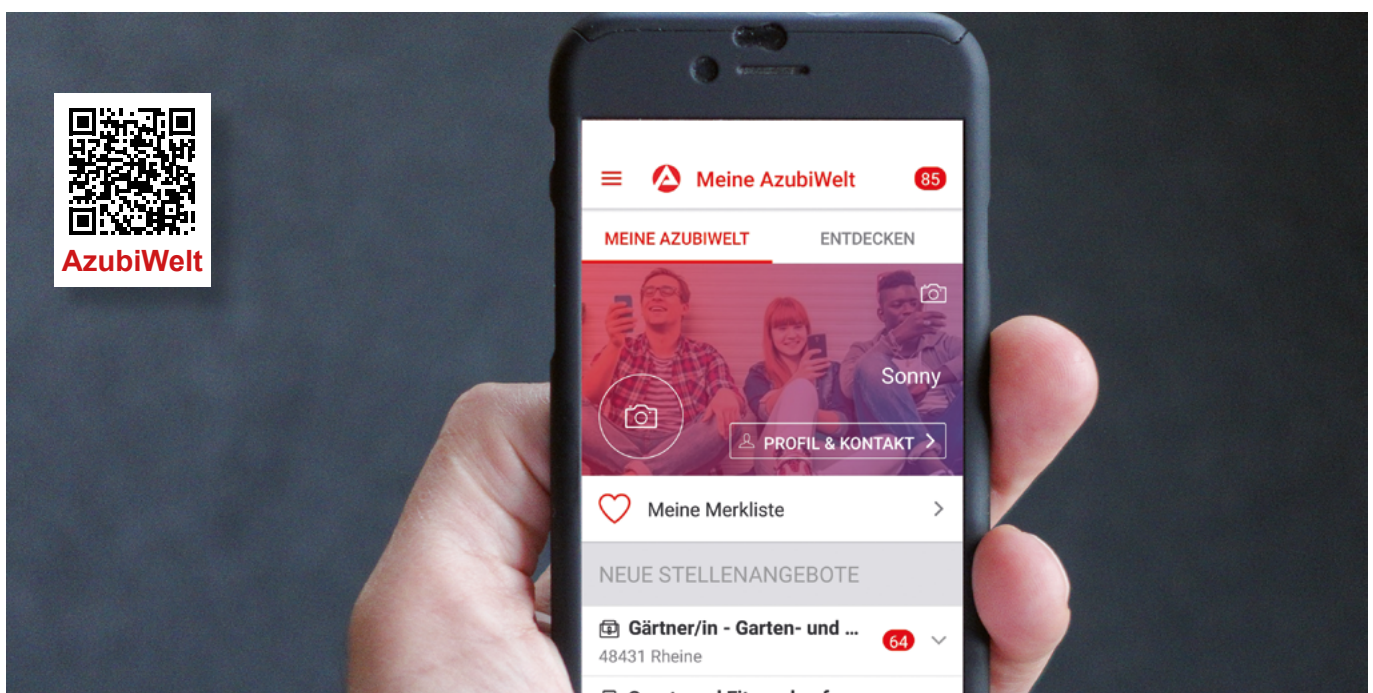 AzubiWelt
Meine AzubiWelt 85
MEINE AZUBIWELT ENTDECKEN
Sonny
PROFIL & KONTAKT
Meine Merkliste
NEUE STELLENANGEBOTE
Gärtner/in - Garten- und ... 64
48431 Rheine